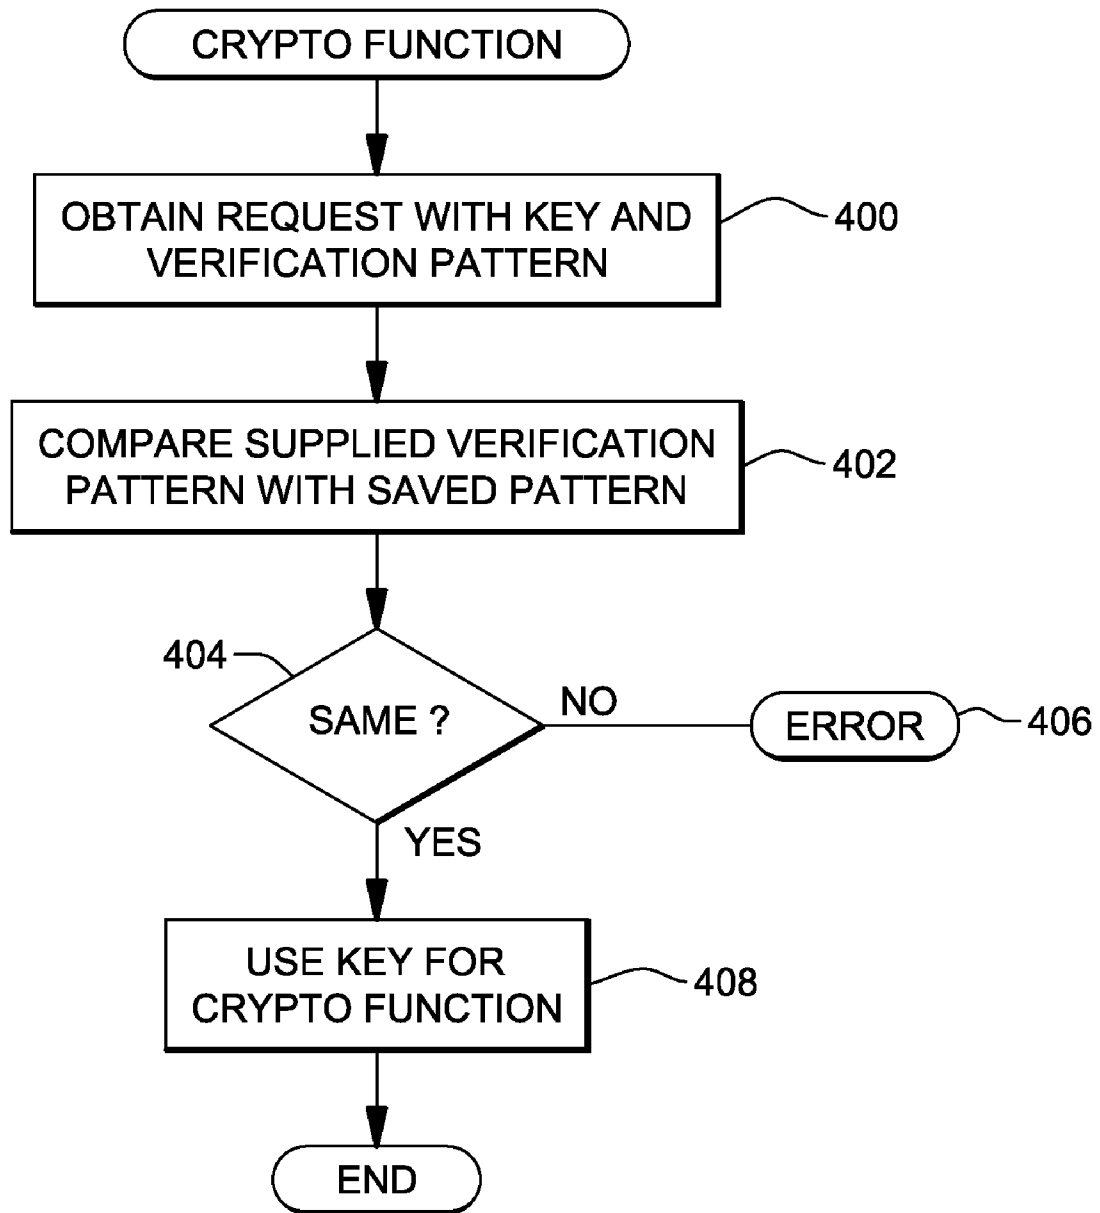 CRYPTO FUNCTION
OBTAIN REQUEST WITH KEY AND
VERIFICATION PATTERN
400
COMPARE SUPPLIED VERIFICATION
PATTERN WITH SAVED PATTERN
402
404
SAME ?
NO
ERROR
406
YES
USE KEY FOR
CRYPTO FUNCTION
408
END